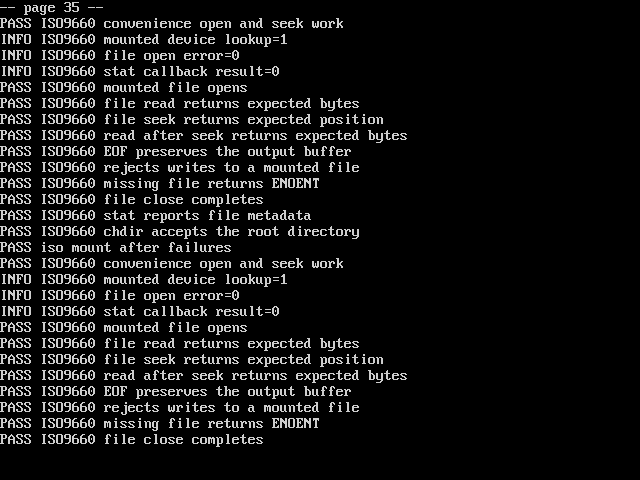 -- page 35 --
PASS ISO9660 convenience open and seek work
INFO ISO9660 mounted device lookup=1
INFO ISO9660 file open error=0
INFO ISO9660 stat callback result=0
PASS ISO9660 mounted file opens
PASS ISO9660 file read returns expected bytes
PASS ISO9660 file seek returns expected position
PASS ISO9660 read after seek returns expected bytes
PASS ISO9660 EOF preserves the output buffer
PASS ISO9660 rejects writes to a mounted file
PASS ISO9660 missing file returns ENOENT
PASS ISO9660 file close completes
PASS ISO9660 stat reports file metadata
PASS ISO9660 chdir accepts the root directory
PASS iso mount after failures
PASS ISO9660 convenience open and seek work
INFO ISO9660 mounted device lookup=1
INFO ISO9660 file open error=0
INFO ISO9660 stat callback result=0
PASS ISO9660 mounted file opens
PASS ISO9660 file read returns expected bytes
PASS ISO9660 file seek returns expected position
PASS ISO9660 read after seek returns expected bytes
PASS ISO9660 EOF preserves the output buffer
PASS ISO9660 rejects writes to a mounted file
PASS ISO9660 missing file returns ENOENT
PASS ISO9660 file close completes